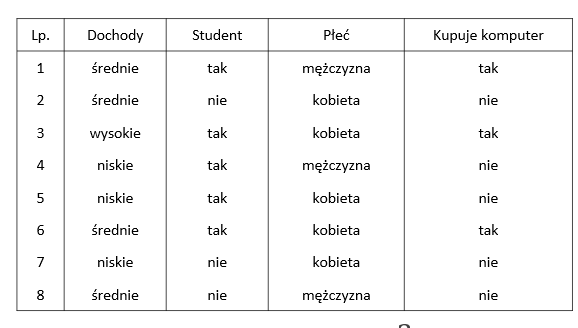 Lp. Dochody Student Płeć Kupuje komputer
1 średnie tak mężczyzna tak
2 średnie nie kobieta nie
3 wysokie tak kobieta tak
4 niskie tak mężczyzna nie
5 niskie tak kobieta nie
6 średnie tak kobieta tak
7 niskie nie kobieta nie
8 średnie nie mężczyzna nie